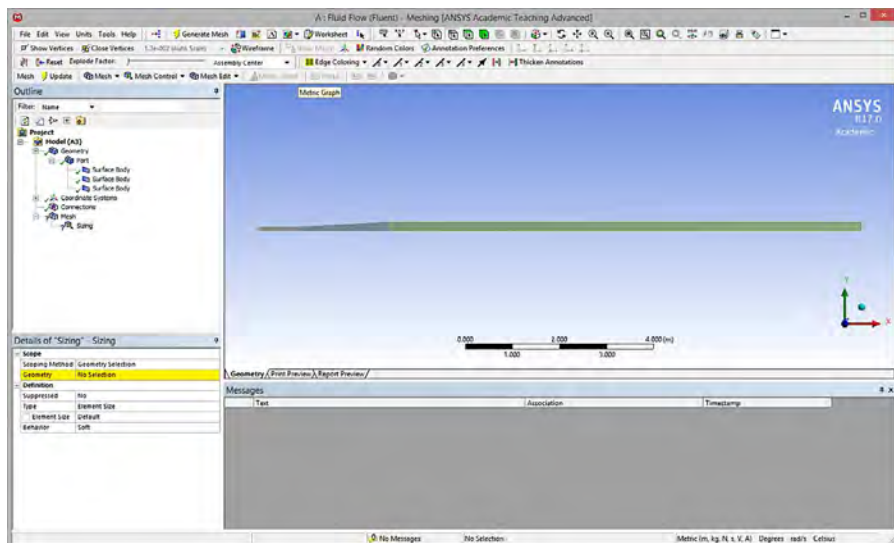 A : Fluid Flow (Fluent) - Meshing [ANSYS Academic Teaching Advanced]
File Edit View Units Tools Help Generate Mesh Worksheet
Show Vertices Close Vertices Wireframe Random Colors Annotation Preferences
Reset Explode Factor: Assembly Center Edge Coloring Thicken Annotations
Mesh Update Mesh Mesh Control Mesh Edit
Metric Graph
Outline
Filter: Name
Project
Model (A3)
Geometry
Part
Surface Body
Surface Body
Surface Body
Coordinate Systems
Connections
Mesh
Sizing
ANSYS
R17.0
Academic
Y
X
0.000 2.000 4.000 (m)
1.000 3.000
Details of "Sizing" - Sizing
Scope
Scoping Method Geometry Selection
Geometry No Selection
Definition
Suppressed No
Type Element Size
Element Size Default
Behavior Soft
Geometry Print Preview Report Preview
Messages
Text Association Timestamp
No Messages No Selection Metric (m, kg, N, s, V, A) Degrees rad/s Celsius